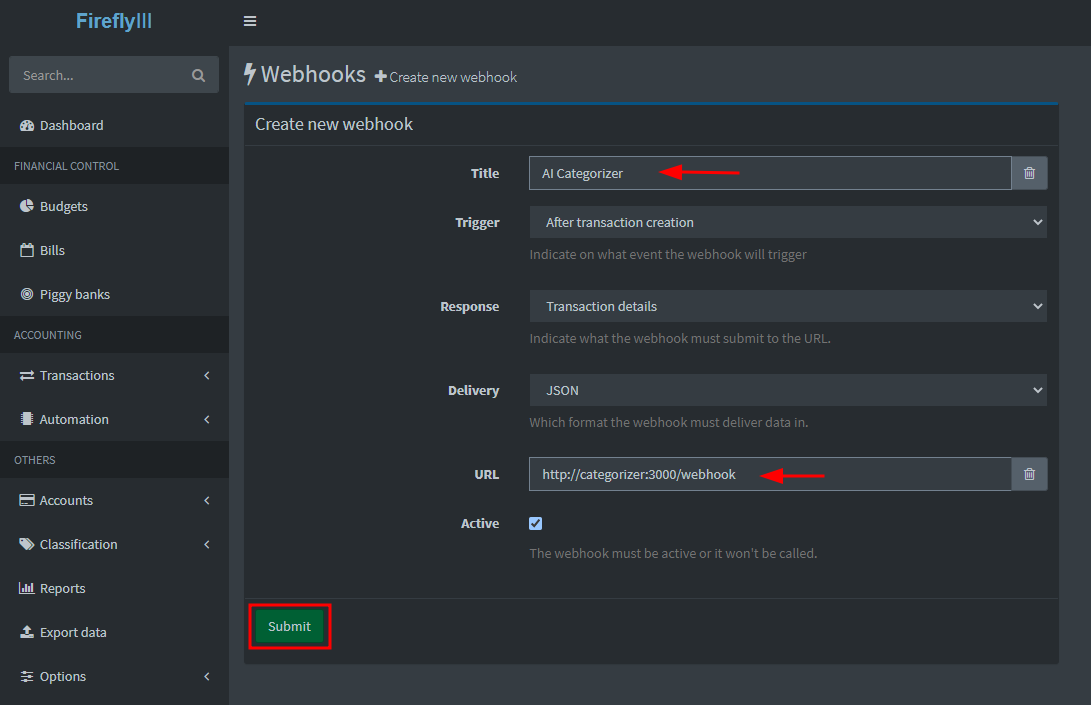 FireflyIII
Search...
Dashboard
FINANCIAL CONTROL
Budgets
Bills
Piggy banks
ACCOUNTING
Transactions
Automation
OTHERS
Accounts
Classification
Reports
Export data
Options
Webhooks Create new webhook
Create new webhook
Title AI Categorizer
Trigger After transaction creation
Indicate on what event the webhook will trigger
Response Transaction details
Indicate what the webhook must submit to the URL.
Delivery JSON
Which format the webhook must deliver data in.
URL http://categorizer:3000/webhook
Active
The webhook must be active or it won't be called.
Submit